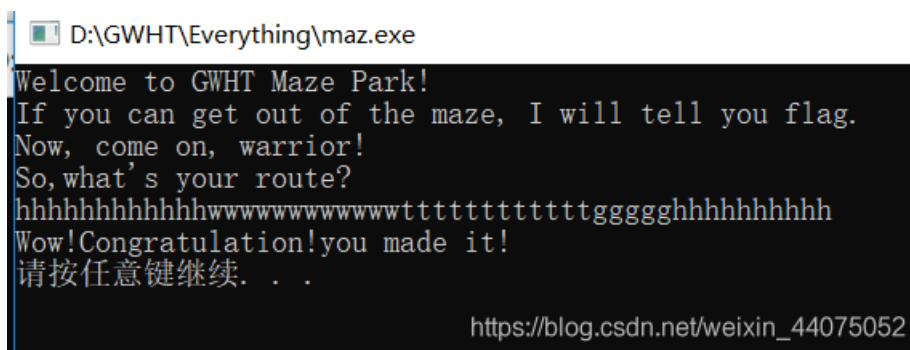 D:\GWHT\Everything\maz.exe
Welcome to GWHT Maze Park!
If you can get out of the maze, I will tell you flag.
Now, come on, warrior!
So,what's your route?
hhhhhhhhhhhhwwwwwwwwwwwwttttttttttttggggghhhhhhhhhh
Wow!Congratulation!you made it!
请按任意键继续. . .
https://blog.csdn.net/weixin_44075052